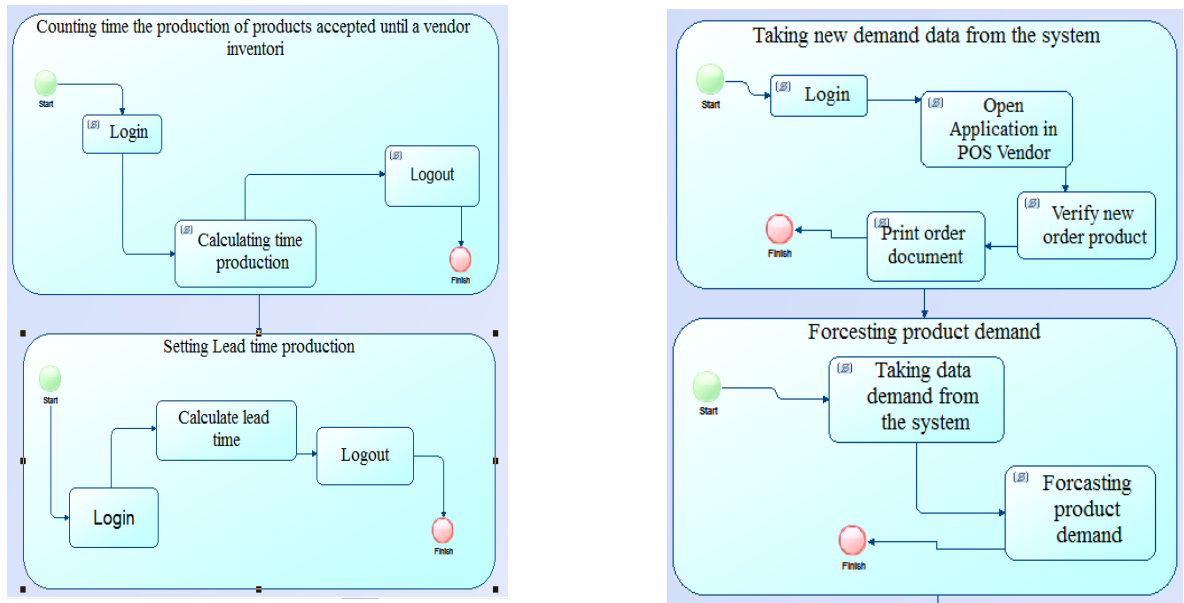 Counting time the production of products accepted until a vendor
inventori
Start
Login
Calculating time
production
Logout
Finish
Setting Lead time production
Start
Login
Calculate lead
time
Logout
Finish
Taking new demand data from the system
Start
Login
Open
Application in
POS Vendor
Verify new
order product
Print order
document
Finish
Forcesting product demand
Start
Taking data
demand from
the system
Forcasting
product
demand
Finish